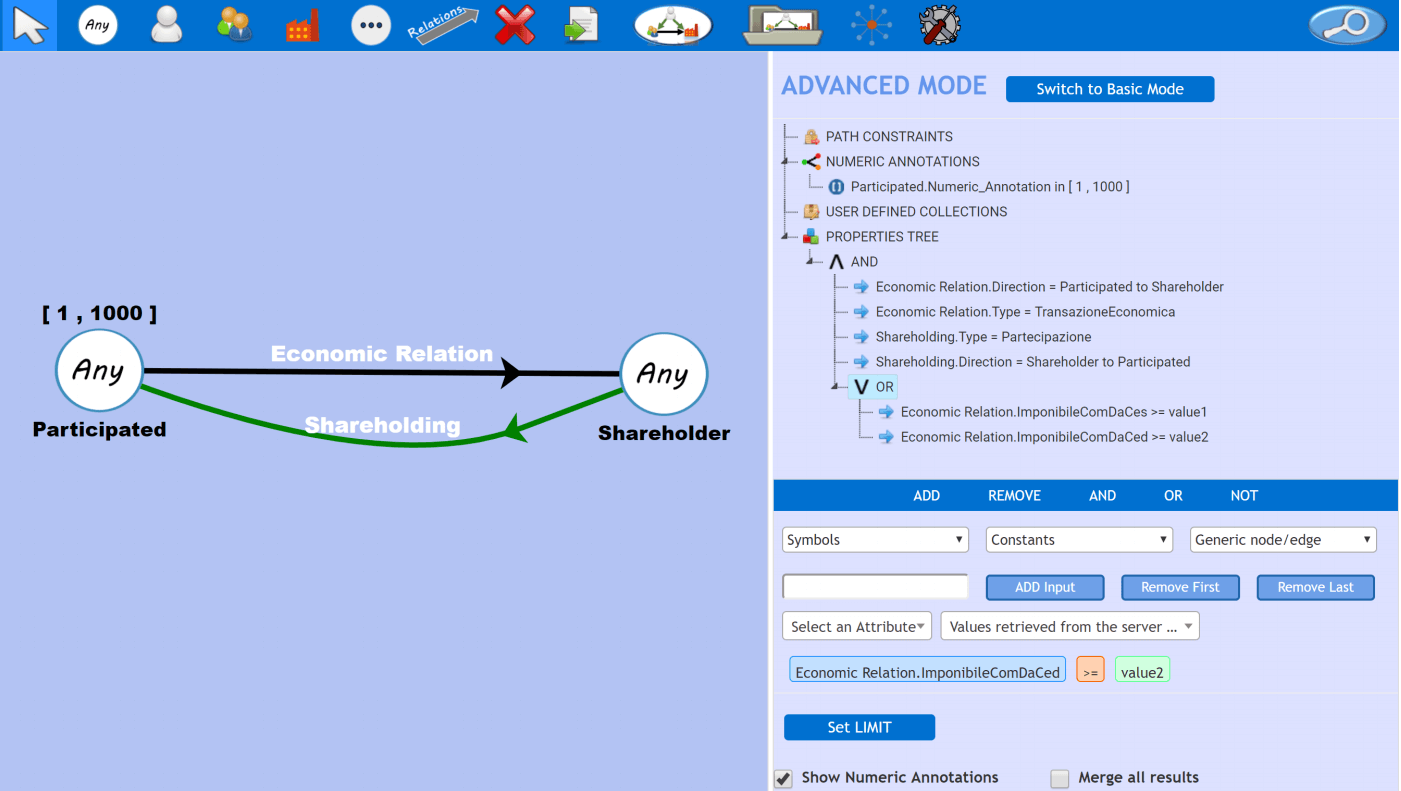 Any
Relations
ADVANCED MODE
Switch to Basic Mode
PATH CONSTRAINTS
NUMERIC ANNOTATIONS
Participated.Numeric_Annotation in [ 1 , 1000 ]
USER DEFINED COLLECTIONS
PROPERTIES TREE
AND
Economic Relation.Direction = Participated to Shareholder
Economic Relation.Type = TransazioneEconomica
Shareholding.Type = Partecipazione
Shareholding.Direction = Shareholder to Participated
OR
Economic Relation.ImponibileComDaCes >= value1
Economic Relation.ImponibileComDaCed >= value2
[ 1 , 1000 ]
Any
Economic Relation
Any
Shareholding
Participated
Shareholder
ADD REMOVE AND OR NOT
Symbols Constants Generic node/edge
ADD Input Remove First Remove Last
Select an Attribute Values retrieved from the server ...
Economic Relation.ImponibileComDaCed >= value2
Set LIMIT
Show Numeric Annotations Merge all results